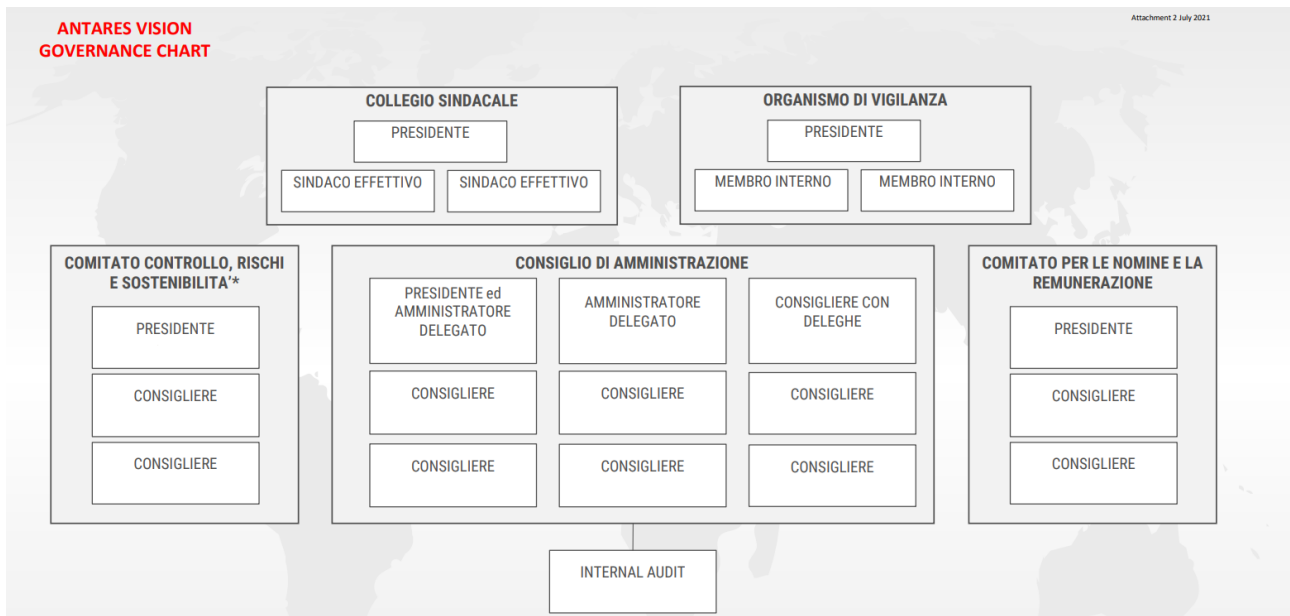 ANTARES VISION
GOVERNANCE CHART
Attachment 2 July 2021
COLLEGIO SINDACALE
PRESIDENTE
SINDACO EFFETTIVO
SINDACO EFFETTIVO
ORGANISMO DI VIGILANZA
PRESIDENTE
MEMBRO INTERNO
MEMBRO INTERNO
COMITATO CONTROLLO, RISCHI
E SOSTENIBILITA’*
PRESIDENTE
CONSIGLIERE
CONSIGLIERE
CONSIGLIO DI AMMINISTRAZIONE
PRESIDENTE ed
AMMINISTRATORE
DELEGATO
AMMINISTRATORE
DELEGATO
CONSIGLIERE CON
DELEGHE
CONSIGLIERE
CONSIGLIERE
CONSIGLIERE
CONSIGLIERE
CONSIGLIERE
CONSIGLIERE
COMITATO PER LE NOMINE E LA
REMUNERAZIONE
PRESIDENTE
CONSIGLIERE
CONSIGLIERE
INTERNAL AUDIT